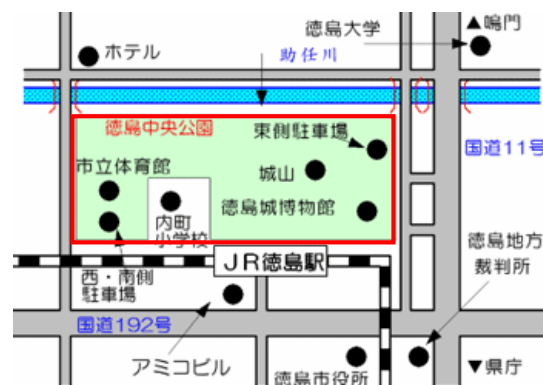 ▲鳴門
徳島大学
ホテル
助任川
徳島中央公園
東側駐車場
国道11号
市立体育館
城山
徳島城博物館
内町
小学校
徳島地方
裁判所
JR徳島駅
西・南側
駐車場
国道192号
アミコビル
徳島市役所
▼県庁